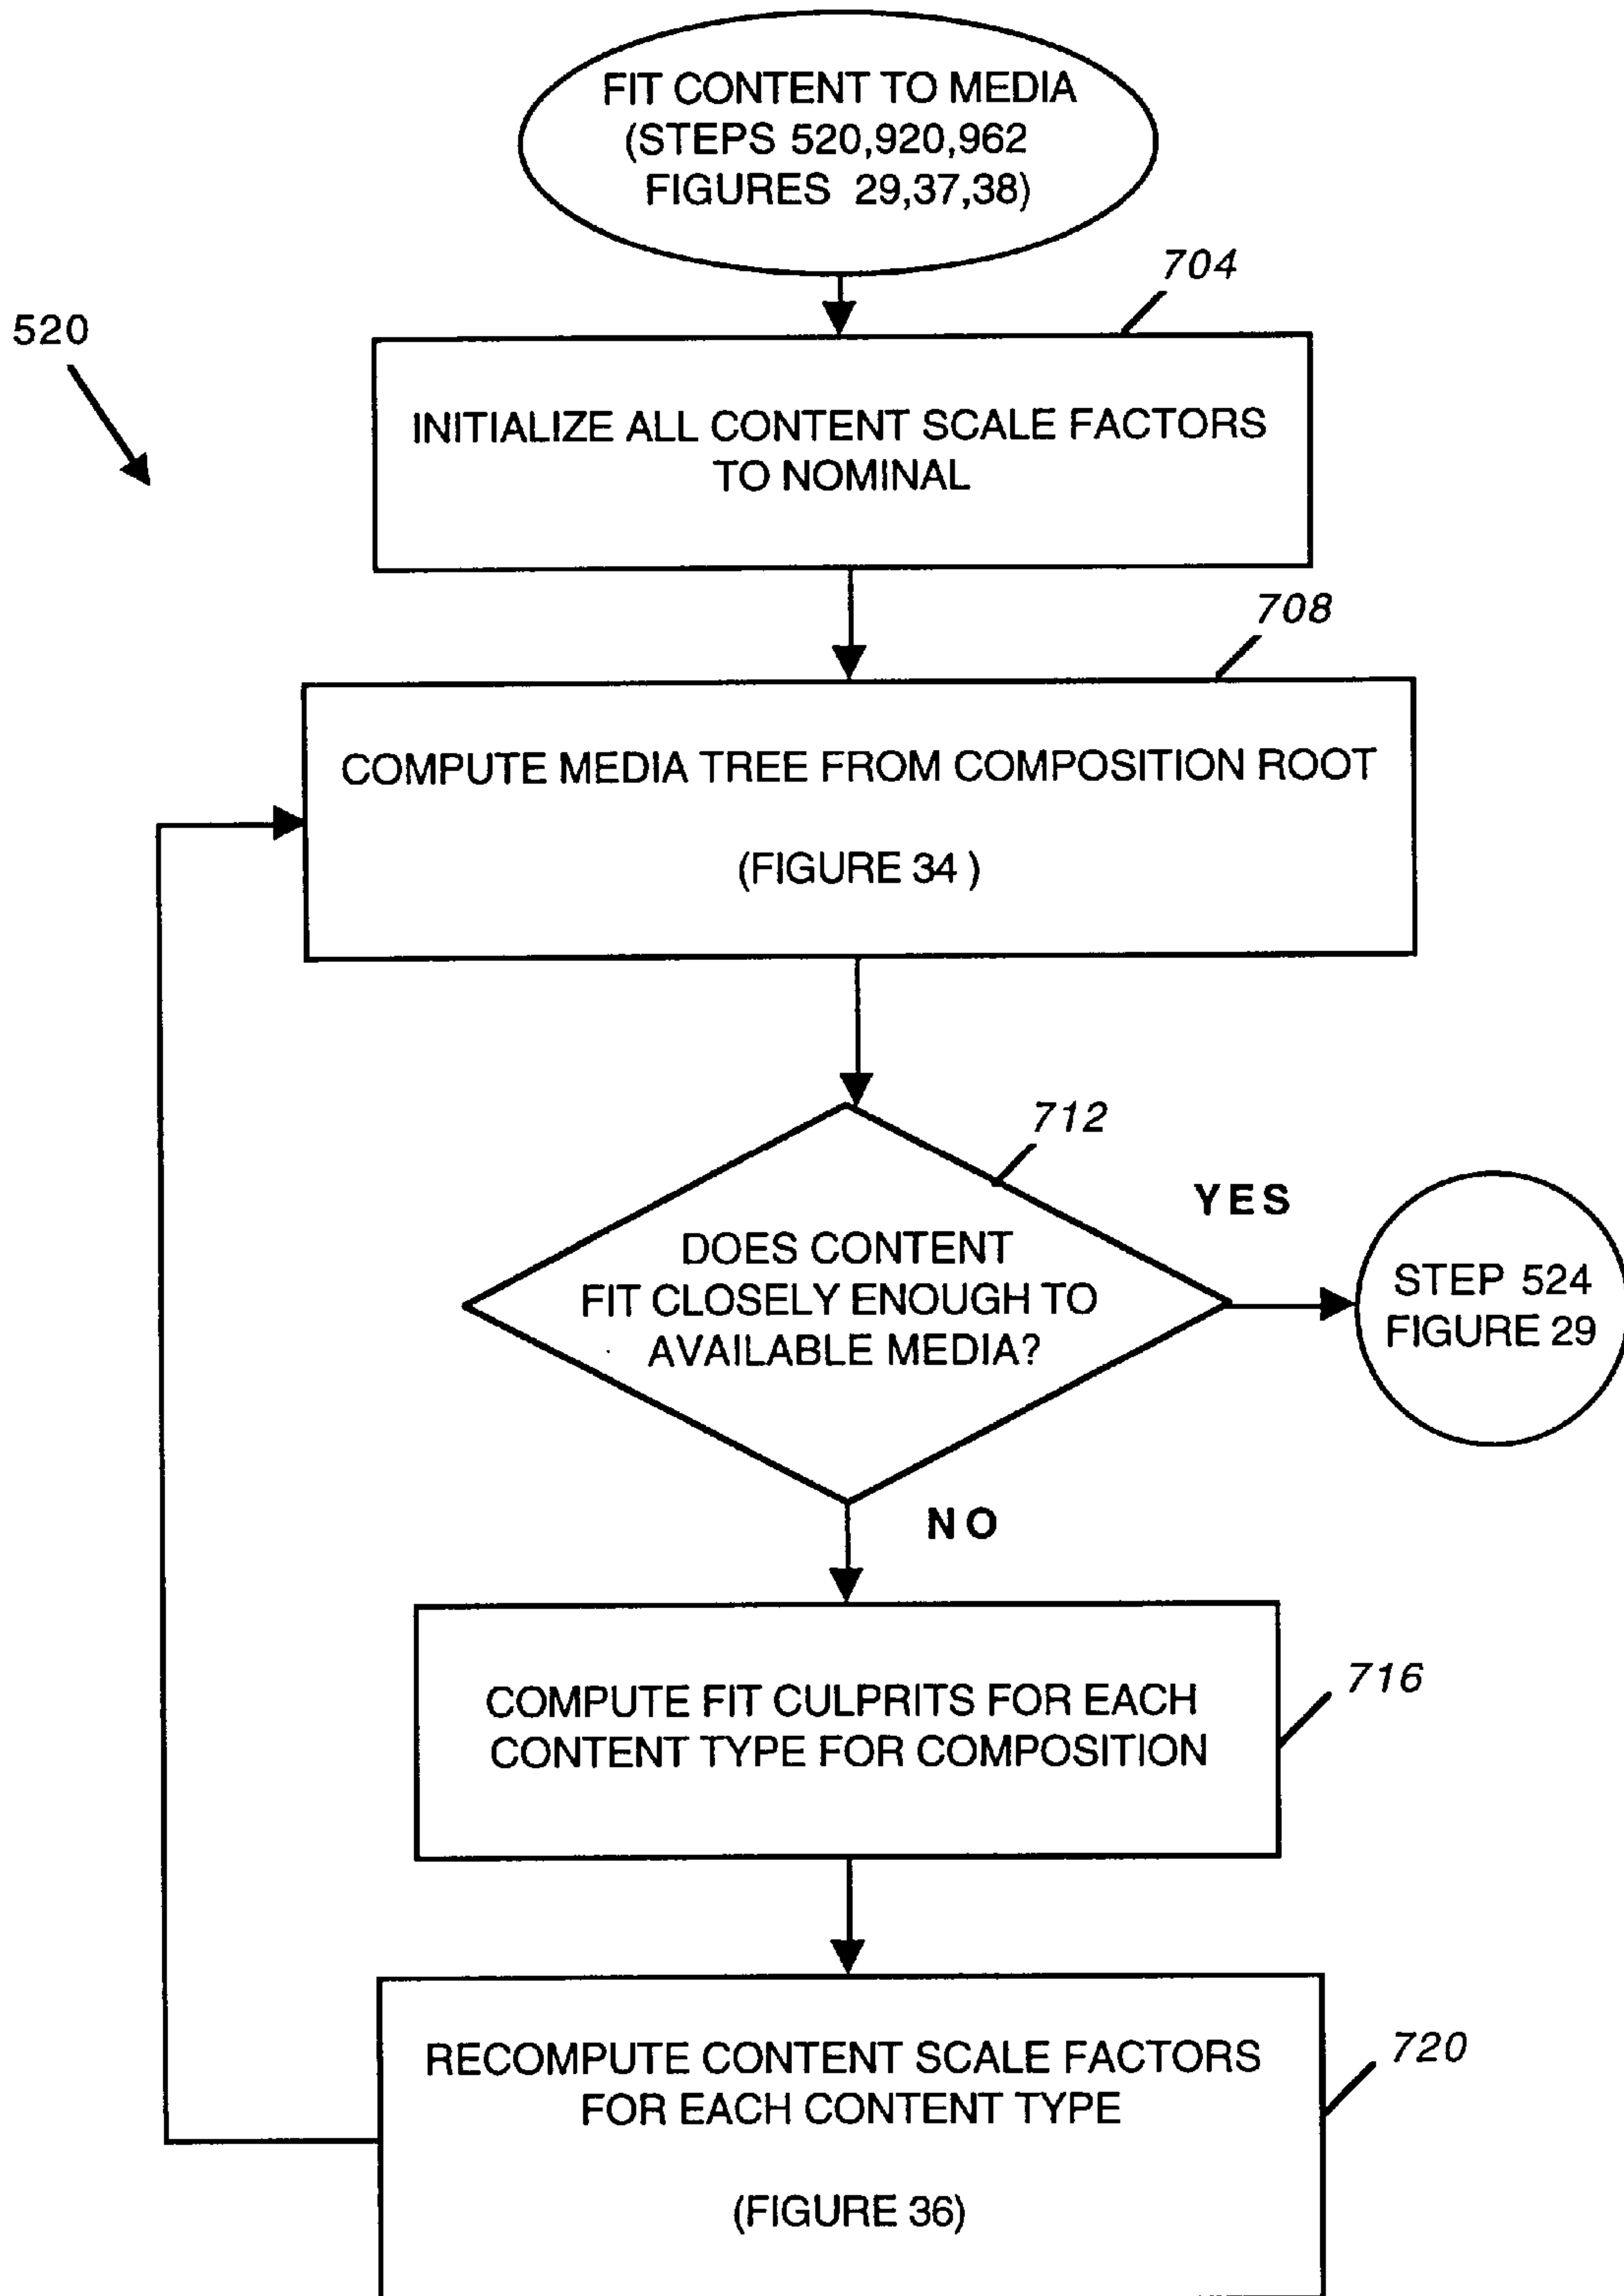 FIT CONTENT TO MEDIA
(STEPS 520,920,962
FIGURES 29,37,38)
704
520
INITIALIZE ALL CONTENT SCALE FACTORS
TO NOMINAL
708
COMPUTE MEDIA TREE FROM COMPOSITION ROOT
(FIGURE 34 )
712
YES
DOES CONTENT
FIT CLOSELY ENOUGH TO
AVAILABLE MEDIA?
STEP 524
FIGURE 29
NO
716
COMPUTE FIT CULPRITS FOR EACH
CONTENT TYPE FOR COMPOSITION
720
RECOMPUTE CONTENT SCALE FACTORS
FOR EACH CONTENT TYPE
(FIGURE 36)